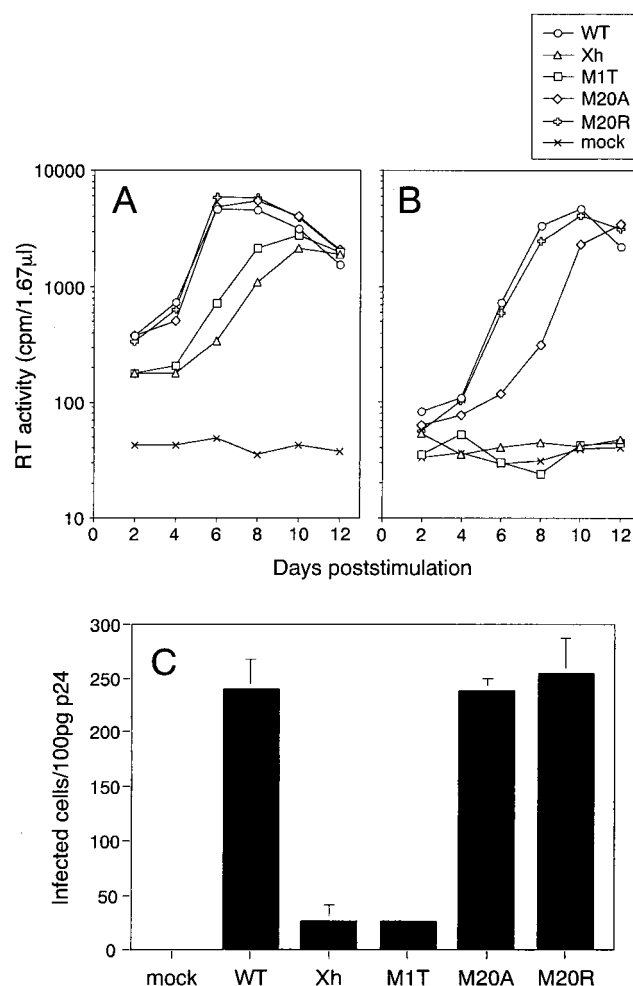 WT
Xh
M1T
M20A
M20R
mock
A
B
10000
1000
100
10
RT activity (cpm/1.67µl)
0 2 4 6 8 10 12
0 2 4 6 8 10 12
Days poststimulation
C
300
250
200
150
100
50
0
Infected cells/100pg p24
mock WT Xh M1T M20A M20R